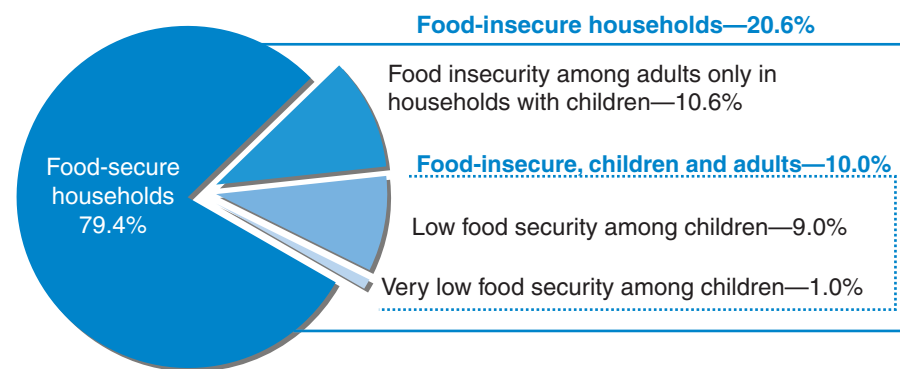 Food-insecure households—20.6%
Food insecurity among adults only in
households with children—10.6%
Food-secure
households
79.4%
Food-insecure, children and adults—10.0%
Low food security among children—9.0%
Very low food security among children—1.0%